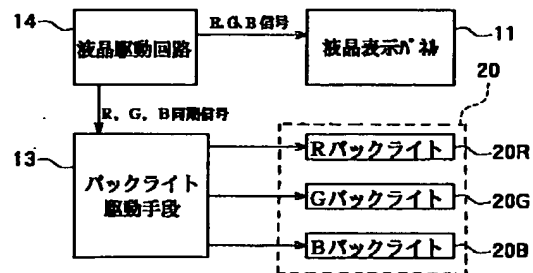 14
液晶駆動回路
R.G.B信号
液晶表示パネル
11
R，G，B同期信号
20
13
バックライト
駆動手段
Rバックライト
20R
Gバックライト
20G
Bバックライト
20B